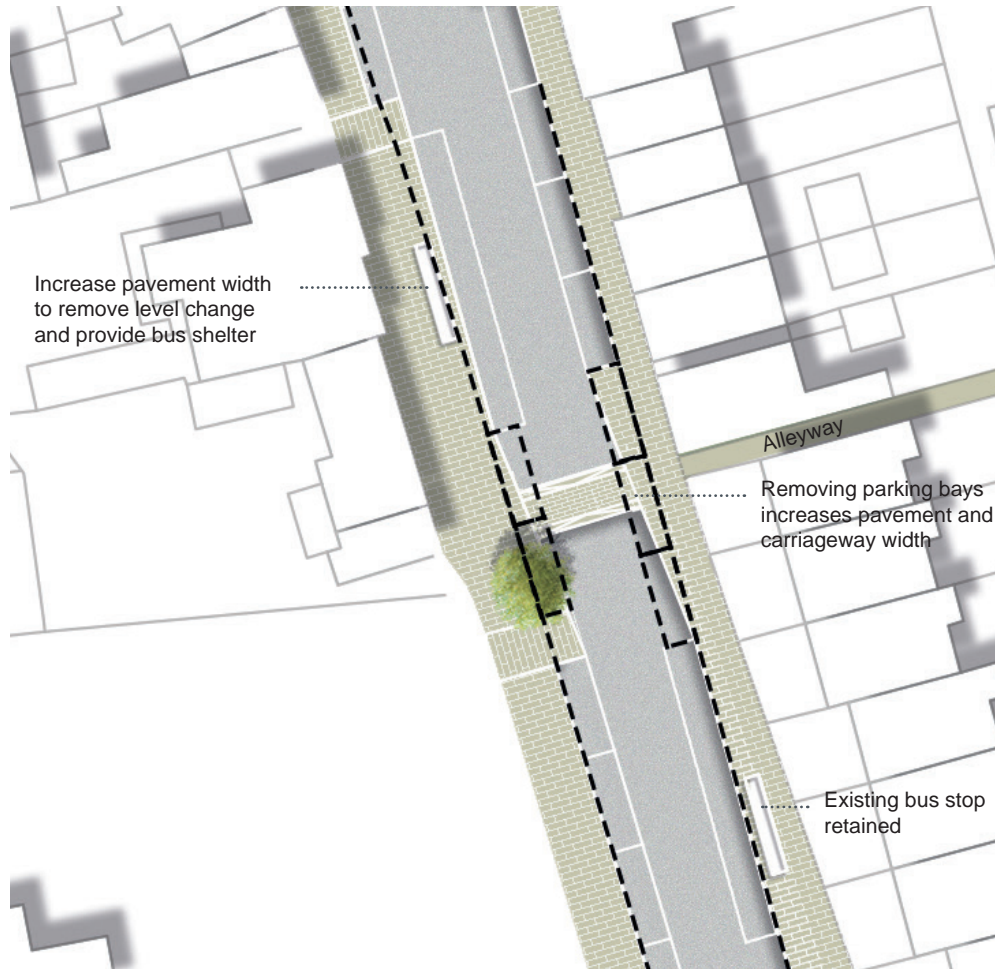 Increase pavement width
to remove level change
and provide bus shelter
Alleyway
Removing parking bays
increases pavement and
carriageway width
Existing bus stop
retained